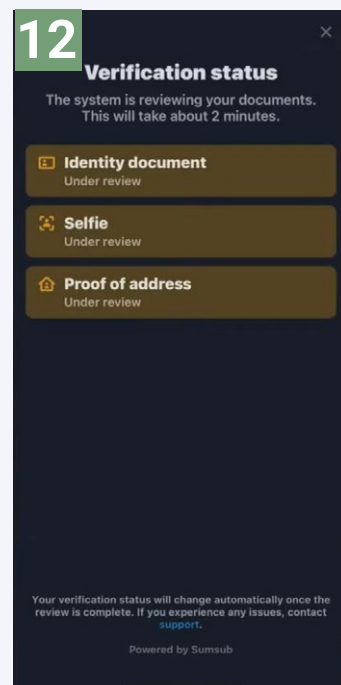 12
Verification status
The system is reviewing your documents.
This will take about 2 minutes.
Identity document
Under review
Selfie
Under review
Proof of address
Under review
Your verification status will change automatically once the
review is complete. If you experience any issues, contact
support.
Powered by Sumsub